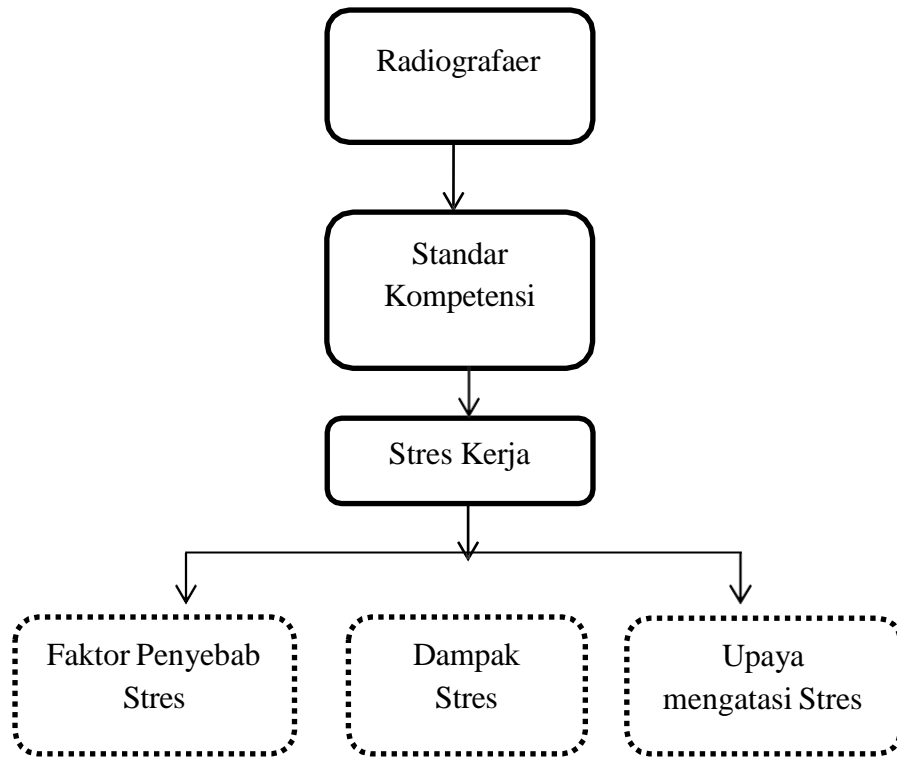 Radiografaer
Standar
Kompetensi
Stres Kerja
Faktor Penyebab
Stres
Dampak
Stres
Upaya
mengatasi Stres